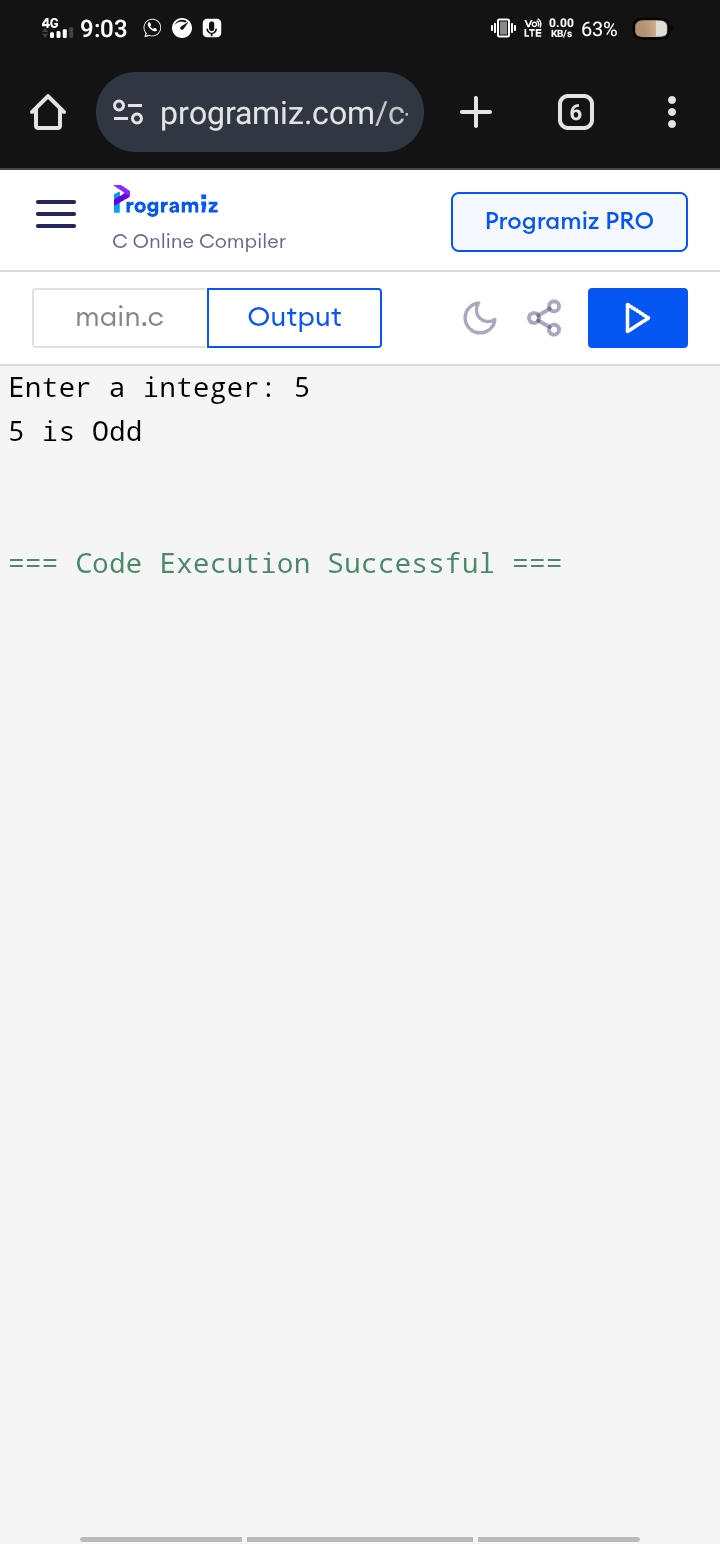 4G 9:03 Vo) LTE 0.00 KB/s 63%
programiz.com/c 6
Programiz
C Online Compiler
Programiz PRO
main.c Output
Enter a integer: 5
5 is Odd
=== Code Execution Successful ===